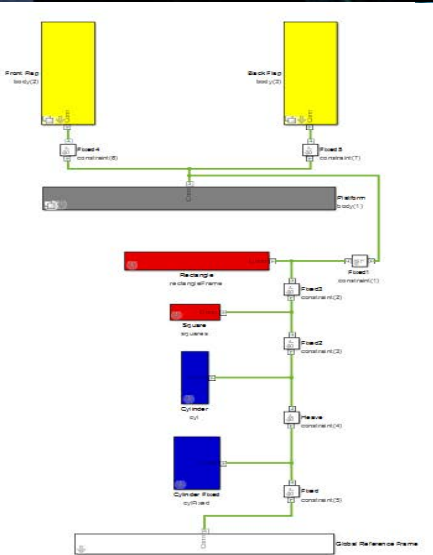 Front Flap
body(2)
Back Flap
body(3)
Fixed4
constraint(6)
Fixed5
constraint(7)
Platform
body(1)
Rectangle
rectangleFrame
Fixed1
constraint(1)
Fixed3
constraint(2)
Square
squares
Fixed2
constraint(3)
Cylinder
cyl
Heave
constraint(4)
Cylinder Fixed
cylFixed
Fixed
constraint(5)
Global Reference Frame